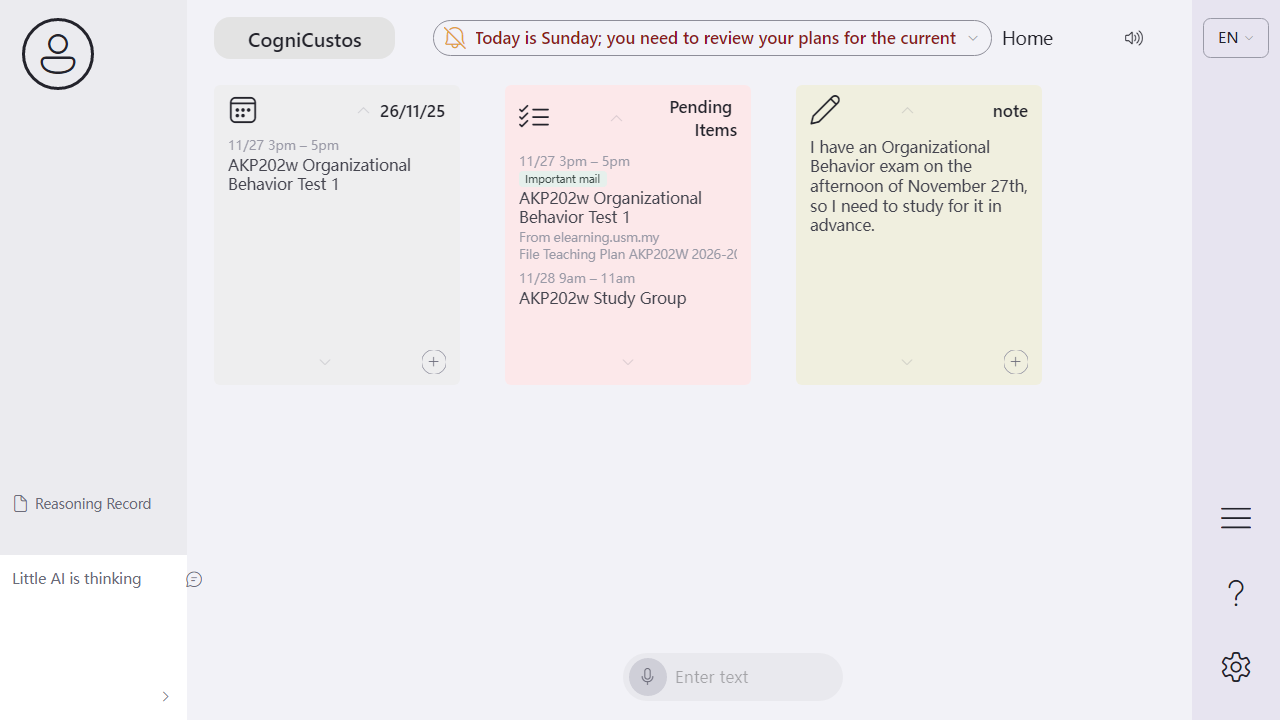 CogniCustos
Today is Sunday; you need to review your plans for the current
Home
EN
26/11/25
11/27 3pm – 5pm
AKP202w Organizational
Behavior Test 1
Pending
Items
11/27 3pm – 5pm
Important mail
AKP202w Organizational
Behavior Test 1
From elearning.usm.my
File Teaching Plan AKP202W 2026-20
11/28 9am – 11am
AKP202w Study Group
note
I have an Organizational
Behavior exam on the
afternoon of November 27th,
so I need to study for it in
advance.
Reasoning Record
Little AI is thinking
Enter text